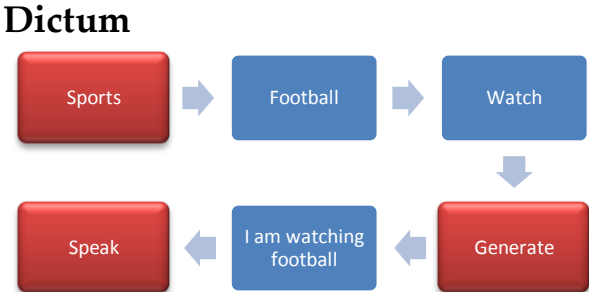 Dictum
Sports
Football
Watch
Generate
I am watching
football
Speak